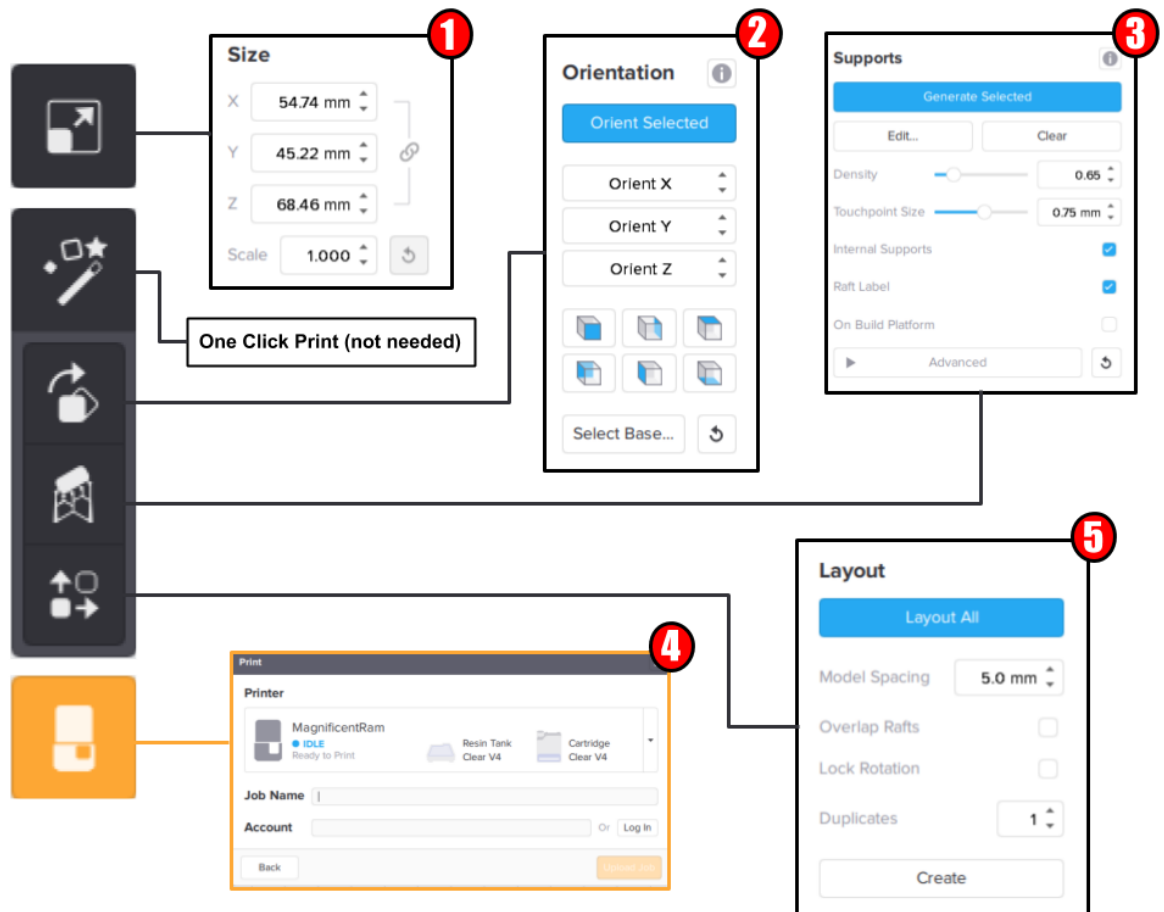 1
Size
X 54.74 mm
Y 45.22 mm
Z 68.46 mm
Scale 1.000
One Click Print (not needed)
2
Orientation
Orient Selected
Orient X
Orient Y
Orient Z
Select Base...
3
Supports
Generate Selected
Edit... Clear
Density 0.65
Touchpoint Size 0.75 mm
Internal Supports
Raft Label
On Build Platform
Advanced
4
Print
Printer
MagnificentRam
IDLE
Ready to Print
Resin Tank
Clear V4
Cartridge
Clear V4
Job Name
Account Or Log In
Back Upload Job
5
Layout
Layout All
Model Spacing 5.0 mm
Overlap Rafts
Lock Rotation
Duplicates 1
Create